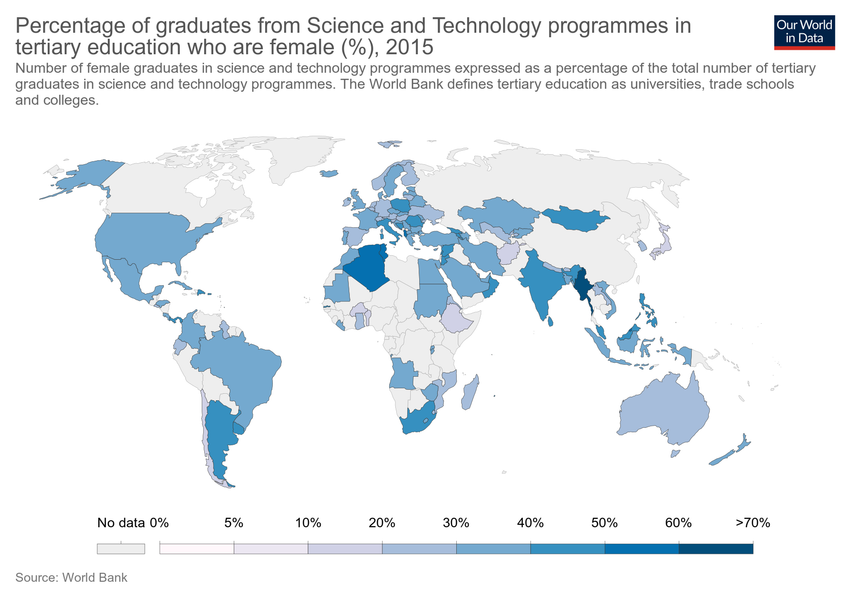 Percentage of graduates from Science and Technology programmes in
tertiary education who are female (%), 2015
Our World
in Data
Number of female graduates in science and technology programmes expressed as a percentage of the total number of tertiary
graduates in science and technology programmes. The World Bank defines tertiary education as universities, trade schools
and colleges.
No data 0% 5% 10% 20% 30% 40% 50% 60% >70%
Source: World Bank